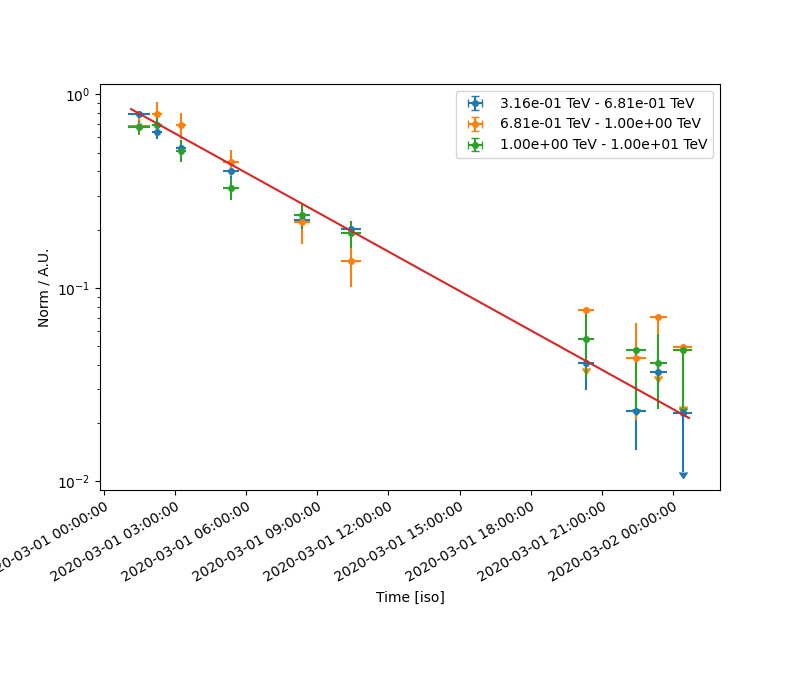 10⁰
10⁻¹
10⁻²
Norm / A.U.
3.16e-01 TeV - 6.81e-01 TeV
6.81e-01 TeV - 1.00e+00 TeV
1.00e+00 TeV - 1.00e+01 TeV
20-03-01 00:00:00
2020-03-01 03:00:00
2020-03-01 06:00:00
2020-03-01 09:00:00
2020-03-01 12:00:00
2020-03-01 15:00:00
2020-03-01 18:00:00
2020-03-01 21:00:00
2020-03-02 00:00:00
Time [iso]